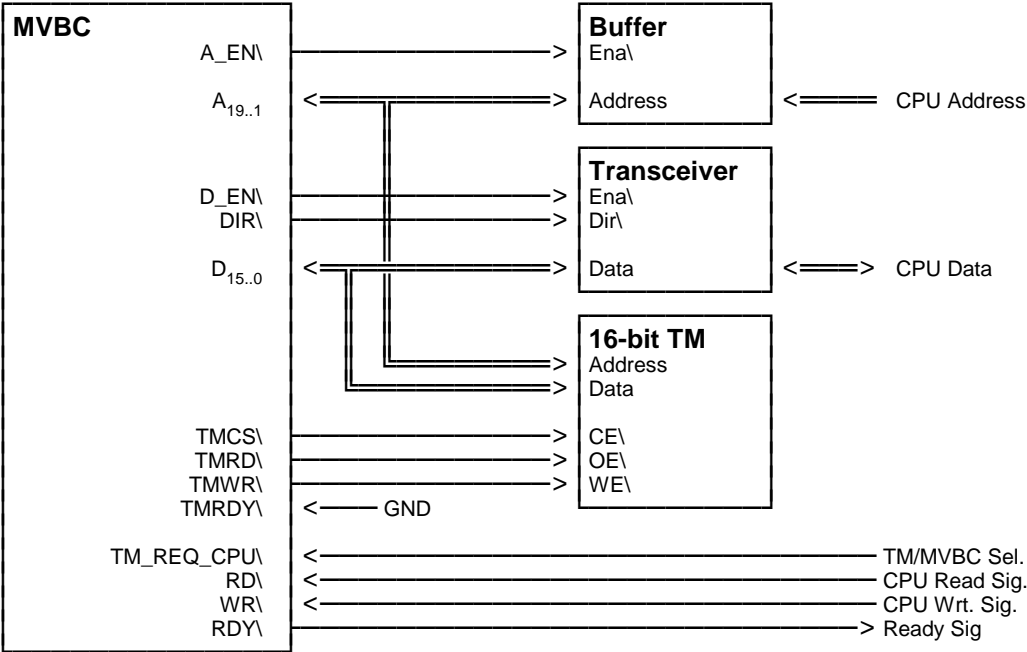 MVBC Buffer
A_EN\ Ena\
A19..1 Address CPU Address
Transceiver
D_EN\ Ena\
DIR\ Dir\
D15..0 Data CPU Data
16-bit TM
Address
Data
TMCS\ CE\
TMRD\ OE\
TMWR\ WE\
TMRDY\ GND
TM_REQ_CPU\ TM/MVBC Sel.
RD\ CPU Read Sig.
WR\ CPU Wrt. Sig.
RDY\ Ready Sig